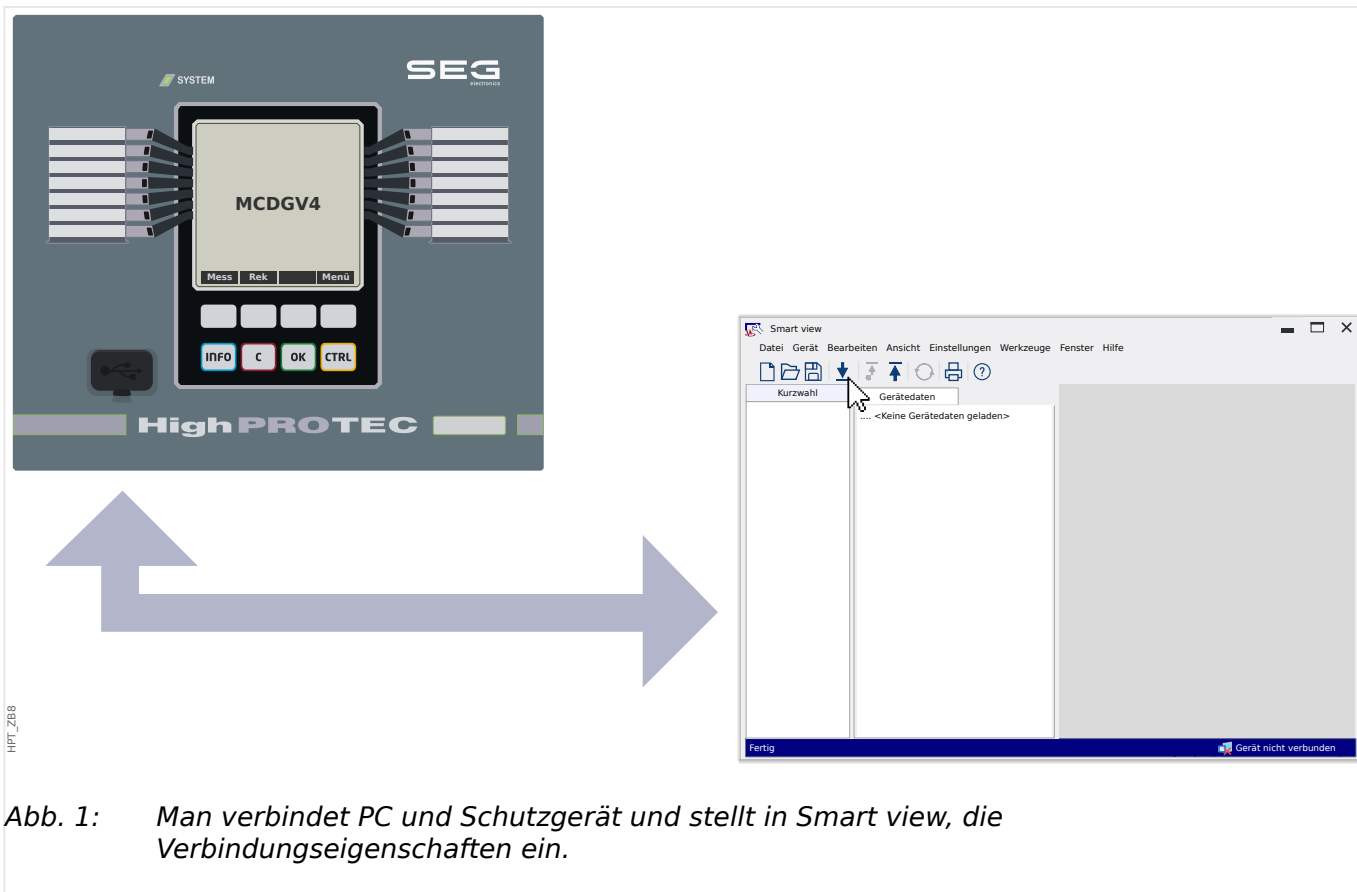 SYSTEM
SEG
electronics
MCDGV4
Mess Rek Menü
INFO C OK CTRL
HighPROTEC
Smart view
Datei Gerät Bearbeiten Ansicht Einstellungen Werkzeuge Fenster Hilfe
Kurzwahl Gerätedaten
.... <Keine Gerätedaten geladen>
Fertig Gerät nicht verbunden
HPT_ZB8
Abb. 1: Man verbindet PC und Schutzgerät und stellt in Smart view, die
Verbindungseigenschaften ein.